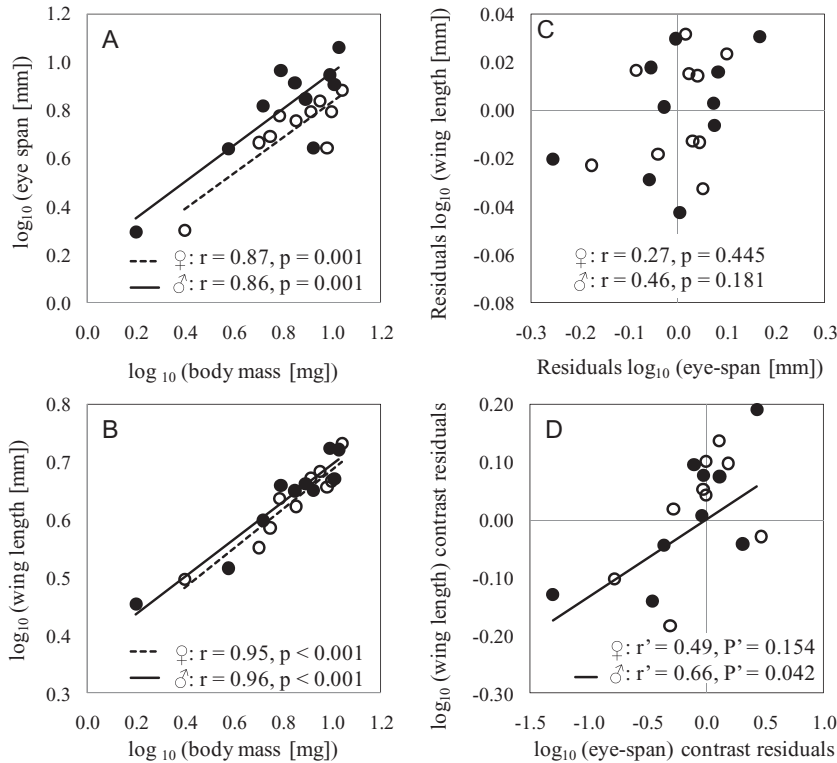 A
log₁₀ (eye span [mm])
1.2
1.0
0.8
0.6
0.4
0.2
0.0
♀: r = 0.87, p = 0.001
♂: r = 0.86, p = 0.001
0.0 0.2 0.4 0.6 0.8 1.0 1.2
log ₁₀ (body mass [mg])
C
Residuals log₁₀ (wing length [mm])
0.04
0.02
0.00
-0.02
-0.04
-0.06
-0.08
♀: r = 0.27, p = 0.445
♂: r = 0.46, p = 0.181
-0.3 -0.1 0.0 0.1 0.3
Residuals log₁₀ (eye-span [mm])
B
log₁₀ (wing length [mm])
0.8
0.7
0.6
0.5
0.4
0.3
♀: r = 0.95, p < 0.001
♂: r = 0.96, p < 0.001
0.0 0.2 0.4 0.6 0.8 1.0 1.2
log ₁₀ (body mass [mg])
D
log₁₀ (wing length) contrast residuals
0.20
0.10
0.00
-0.10
-0.20
-0.30
♀: r’ = 0.49, P’ = 0.154
♂: r’ = 0.66, P’ = 0.042
-1.5 -1.0 -0.5 0.0 0.5 1.0
log₁₀ (eye-span) contrast residuals